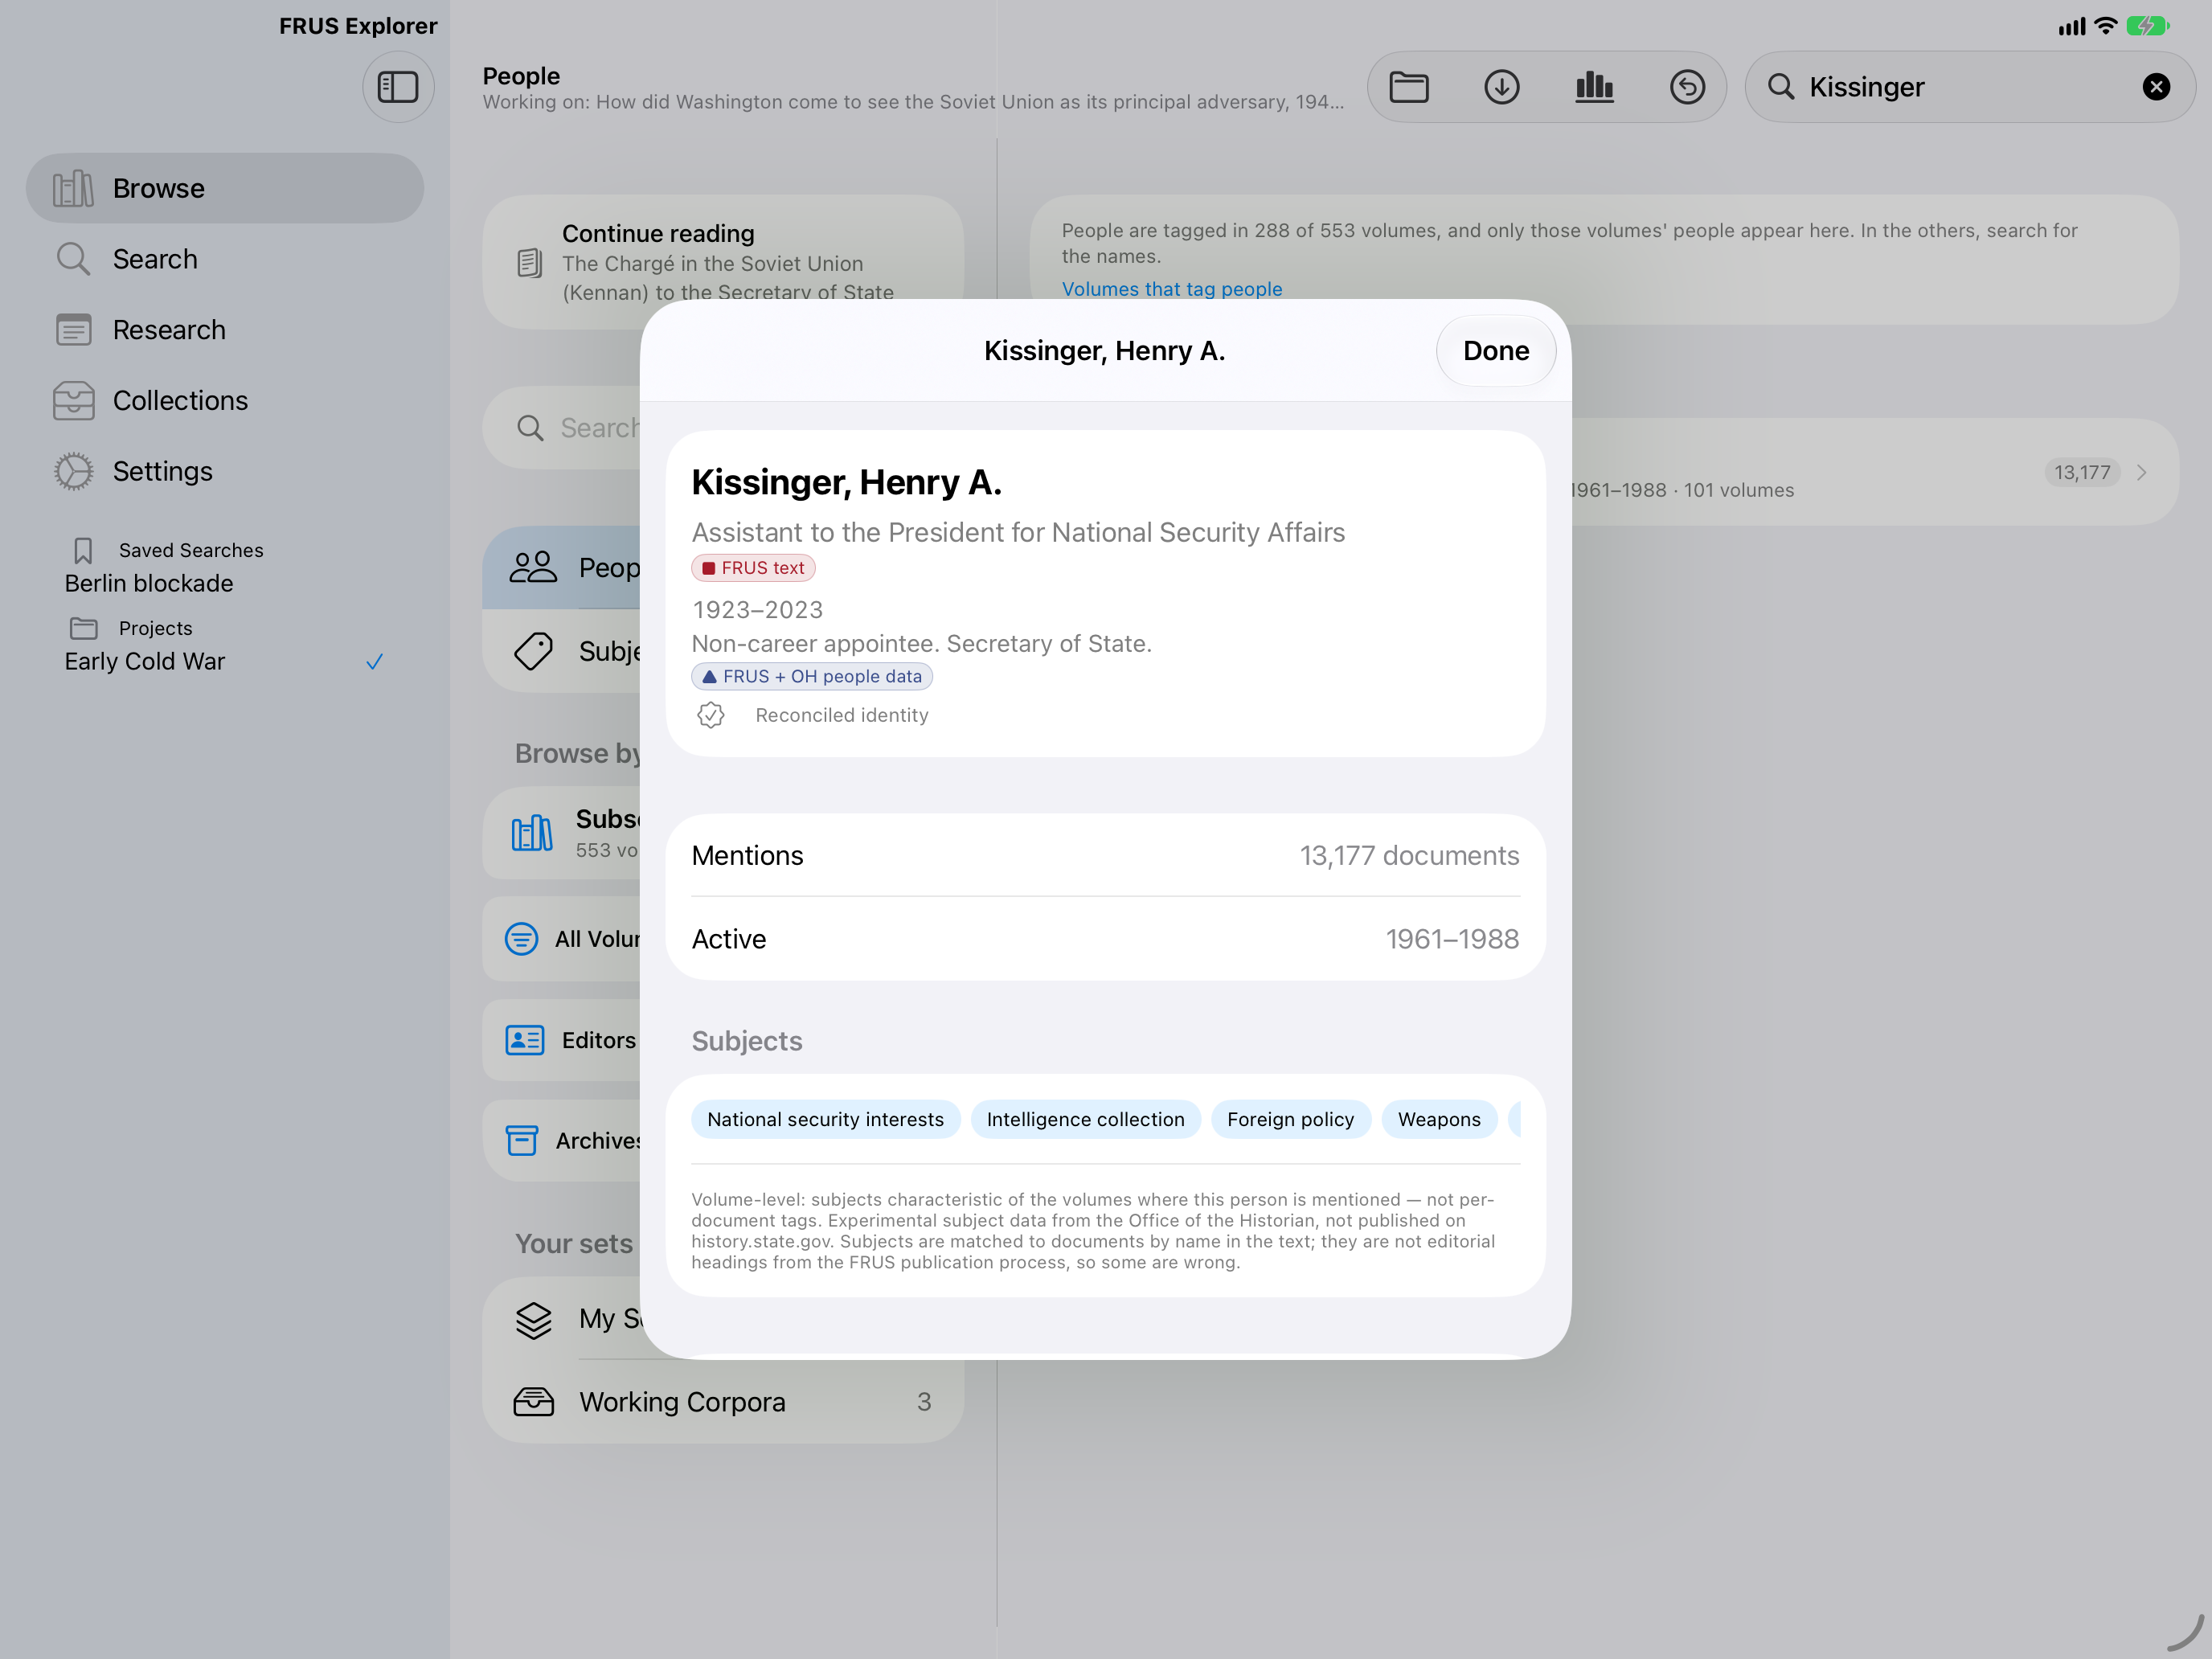 FRUS Explorer
People
Working on: How did Washington come to see the Soviet Union as its principal adversary, 194...
Kissinger
Browse
Search
Research
Collections
Settings
Saved Searches
Berlin blockade
Projects
Early Cold War
Continue reading
The Chargé in the Soviet Union
(Kennan) to the Secretary of State
Search
Peop
Subje
Browse by
Subs
553 vo
All Volu
Editors
Archives
Your sets
My S
Working Corpora
3
People are tagged in 288 of 553 volumes, and only those volumes' people appear here. In the others, search for
the names.
Volumes that tag people
1961–1988 · 101 volumes
13,177
Kissinger, Henry A.
Done
Kissinger, Henry A.
Assistant to the President for National Security Affairs
FRUS text
1923–2023
Non-career appointee. Secretary of State.
FRUS + OH people data
Reconciled identity
Mentions
13,177 documents
Active
1961–1988
Subjects
National security interests
Intelligence collection
Foreign policy
Weapons
Volume-level: subjects characteristic of the volumes where this person is mentioned — not per-
document tags. Experimental subject data from the Office of the Historian, not published on
history.state.gov. Subjects are matched to documents by name in the text; they are not editorial
headings from the FRUS publication process, so some are wrong.